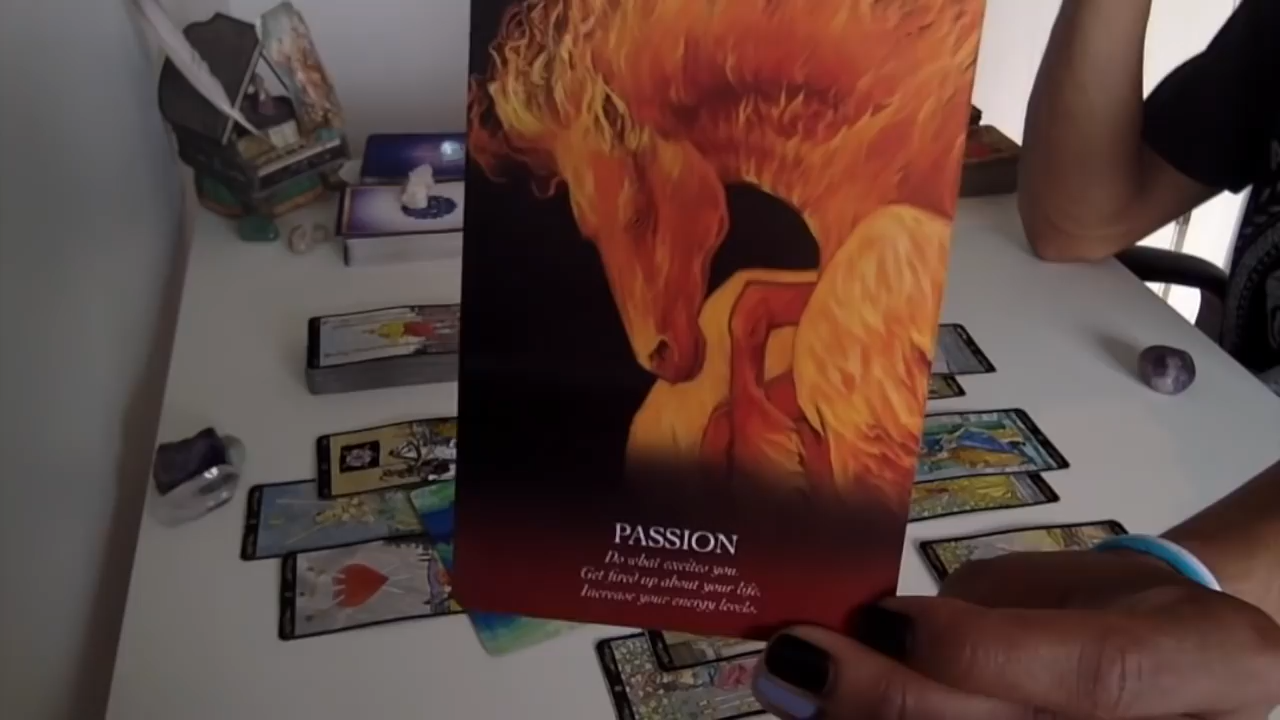 PASSION
Do what excites you.
Get fired up about your life.
Increase your energy levels.